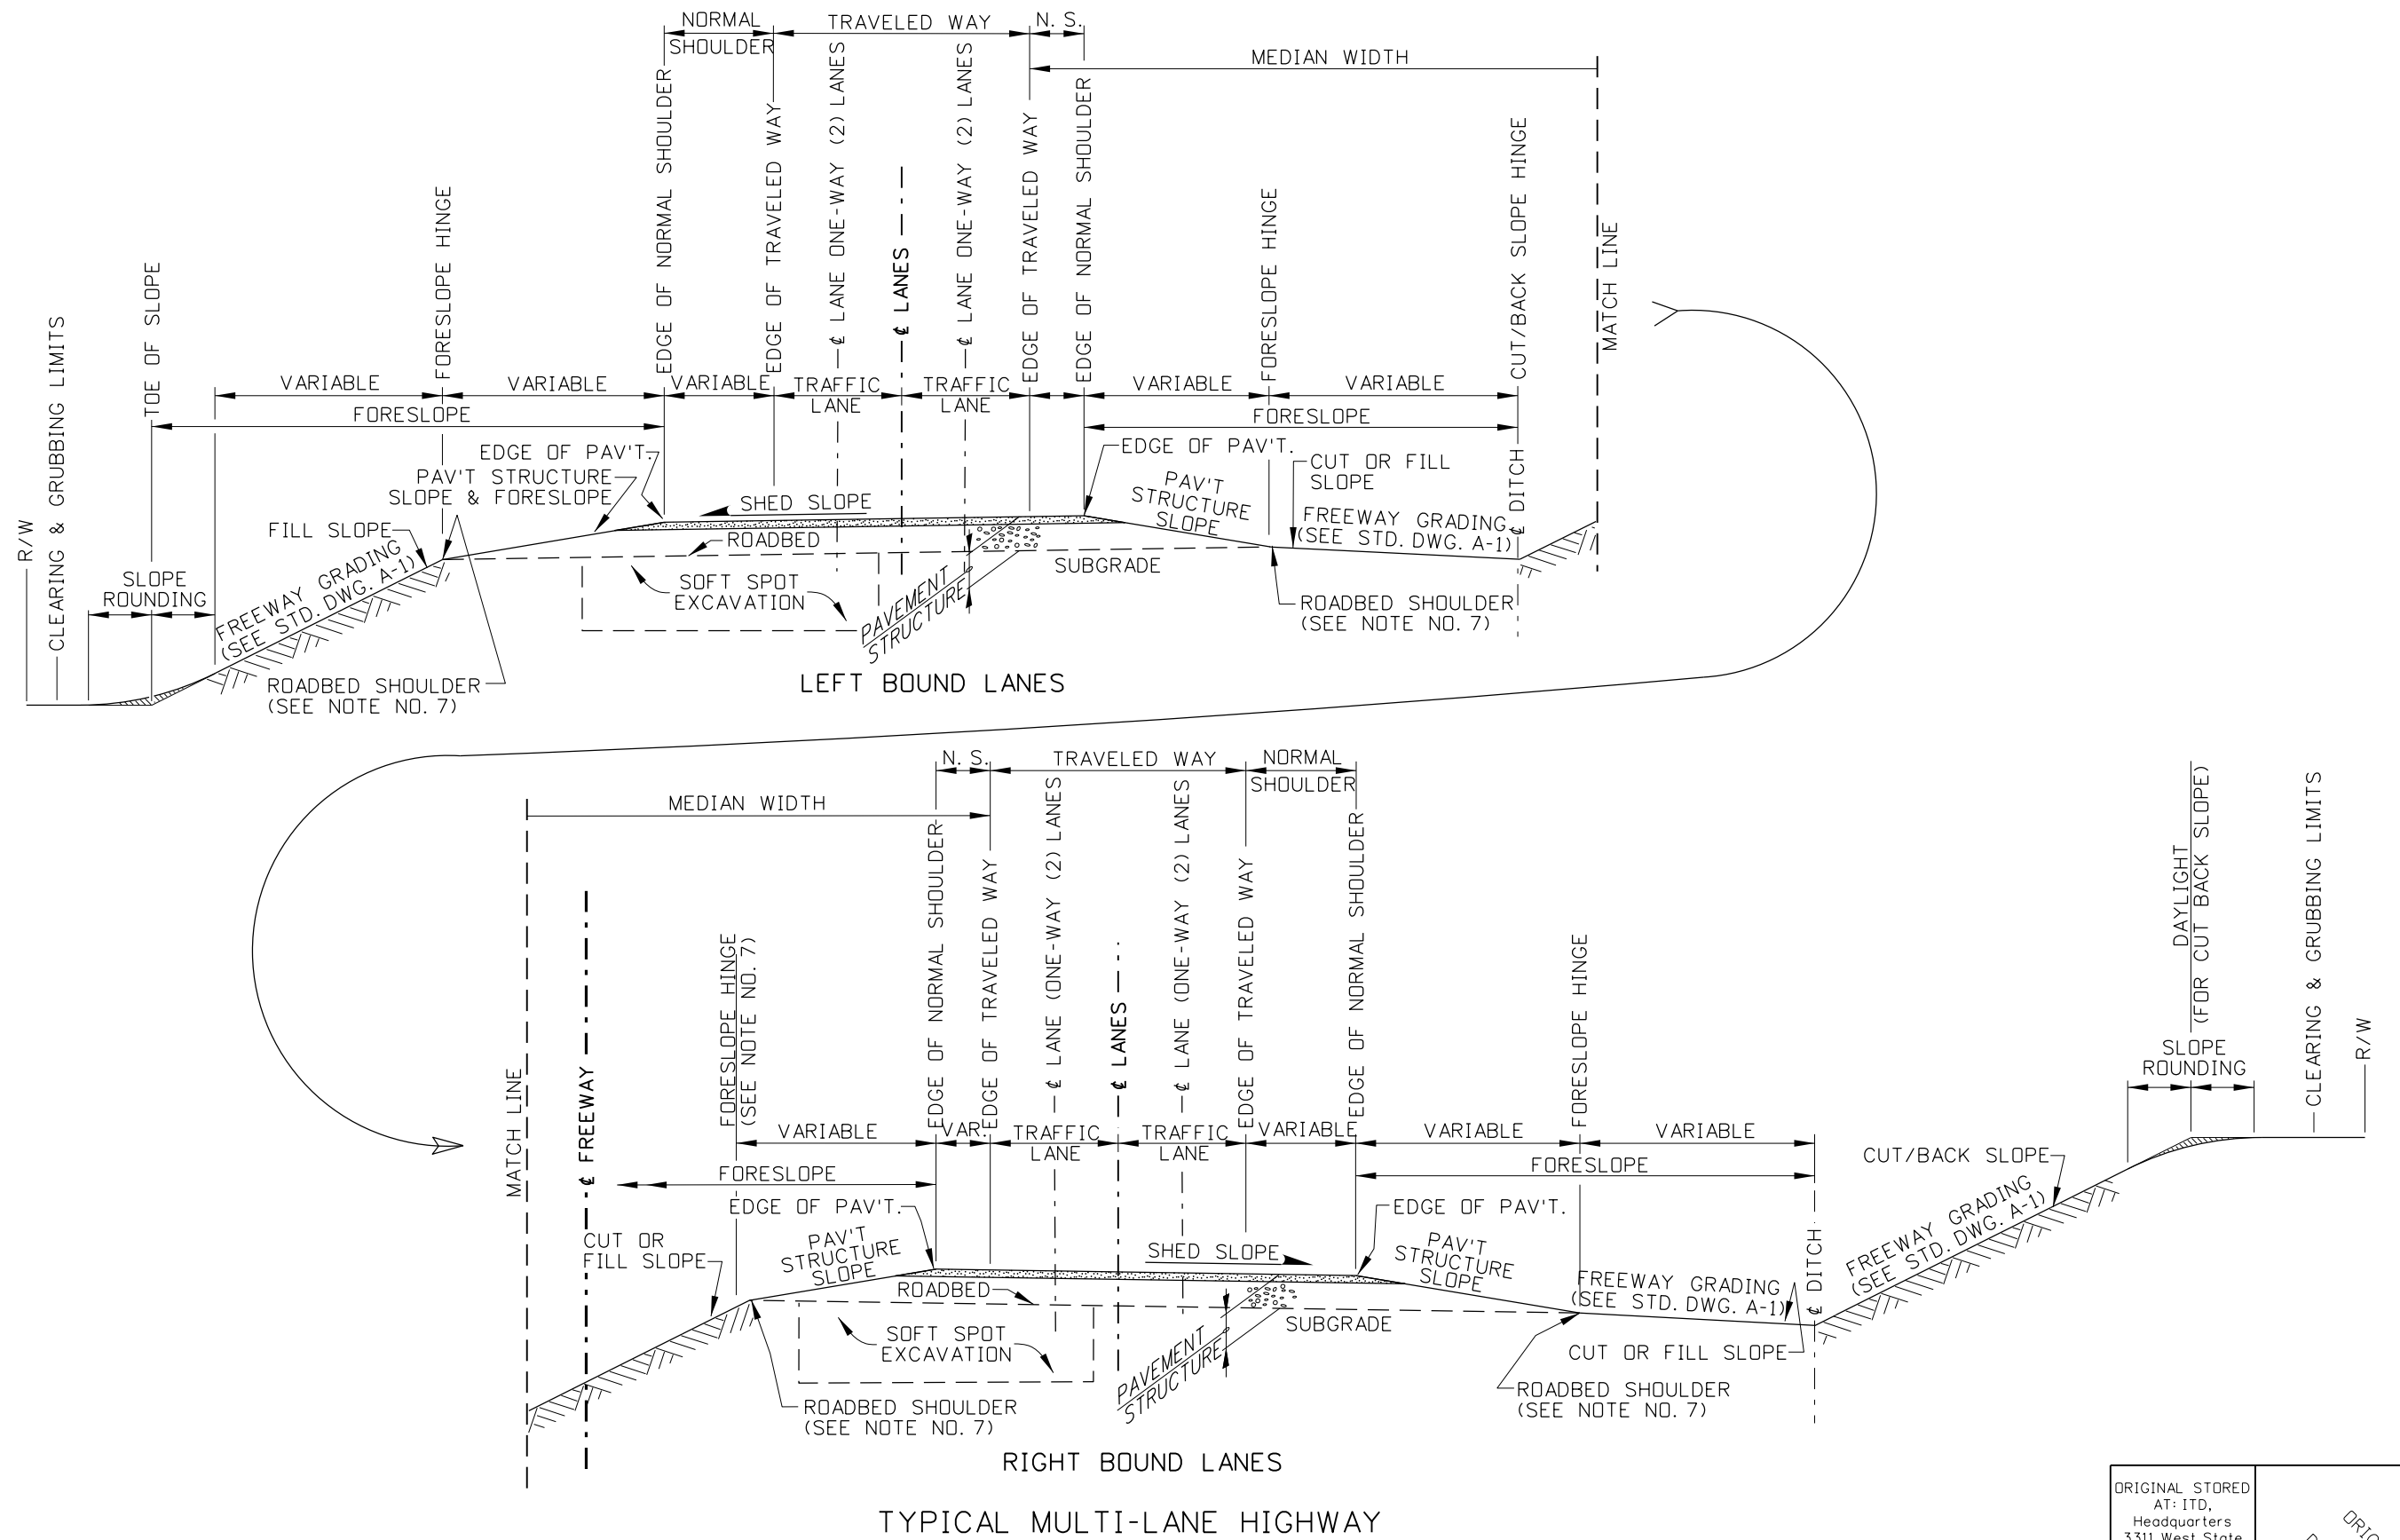 NORMAL
SHOULDER
TRAVELED WAY
N. S.
MEDIAN WIDTH
R/W
CLEARING & GRUBBING LIMITS
TOE OF SLOPE
FORESLOPE HINGE
EDGE OF NORMAL SHOULDER
EDGE OF TRAVELED WAY
℄ LANE ONE-WAY (2) LANES
℄ LANES
℄ LANE ONE-WAY (2) LANES
EDGE OF TRAVELED WAY
EDGE OF NORMAL SHOULDER
FORESLOPE HINGE
CUT/BACK SLOPE HINGE
MATCH LINE
VARIABLE
VARIABLE
VARIABLE
TRAFFIC
LANE
TRAFFIC
LANE
VARIABLE
VARIABLE
FORESLOPE
FORESLOPE
EDGE OF PAV'T.
PAV'T STRUCTURE
SLOPE & FORESLOPE
FILL SLOPE
SHED SLOPE
ROADBED
EDGE OF PAV'T.
PAV'T
STRUCTURE
SLOPE
CUT OR FILL
SLOPE
FREEWAY GRADING
(SEE STD. DWG. A-1)
℄ DITCH
SLOPE
ROUNDING
FREEWAY GRADING
(SEE STD. DWG. A-1)
SOFT SPOT
EXCAVATION
PAVEMENT
STRUCTURE
SUBGRADE
ROADBED SHOULDER
(SEE NOTE NO. 7)
ROADBED SHOULDER
(SEE NOTE NO. 7)
LEFT BOUND LANES
N. S.
TRAVELED WAY
NORMAL
SHOULDER
MEDIAN WIDTH
MATCH LINE
℄ FREEWAY
FORESLOPE HINGE
(SEE NOTE NO. 7)
EDGE OF NORMAL SHOULDER
EDGE OF TRAVELED WAY
℄ LANE (ONE-WAY (2) LANES
℄ LANES
℄ LANE (ONE-WAY (2) LANES
EDGE OF TRAVELED WAY
EDGE OF NORMAL SHOULDER
FORESLOPE HINGE
DAYLIGHT
(FOR CUT BACK SLOPE)
CLEARING & GRUBBING LIMITS
R/W
SLOPE
ROUNDING
VARIABLE
VAR.
TRAFFIC
LANE
TRAFFIC
LANE
VARIABLE
VARIABLE
VARIABLE
FORESLOPE
FORESLOPE
CUT/BACK SLOPE
EDGE OF PAV'T.
EDGE OF PAV'T.
CUT OR
FILL SLOPE
PAV'T
STRUCTURE
SLOPE
SHED SLOPE
PAV'T
STRUCTURE
SLOPE
ROADBED
FREEWAY GRADING
(SEE STD. DWG. A-1)
℄ DITCH
FREEWAY GRADING
(SEE STD. DWG. A-1)
SOFT SPOT
EXCAVATION
SUBGRADE
PAVEMENT
STRUCTURE
CUT OR FILL SLOPE
ROADBED SHOULDER
(SEE NOTE NO. 7)
ROADBED SHOULDER
(SEE NOTE NO. 7)
RIGHT BOUND LANES
TYPICAL MULTI-LANE HIGHWAY
ORIGINAL STORED
AT: ITD,
Headquarters
3311 West State